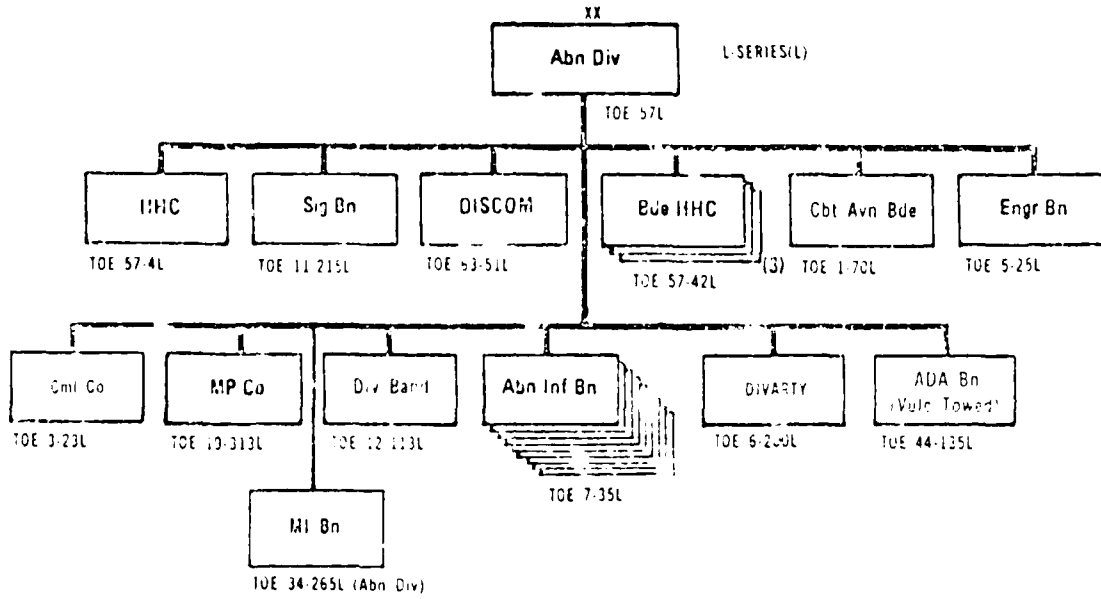 XX
Abn Div
L-SERIES(L)
TOE 57L
HHC
Sig Bn
DISCOM
Bde HHC
Cbt Avn Bde
Engr Bn
TOE 57-4L
TOE 11-215L
TOE 63-51L
TOE 57-42L
(3)
TOE 1-70L
TOE 5-25L
Cml Co
MP Co
Div Band
Abn Inf Bn
DIVARTY
ADA Bn
(Vulc Towed)
TOE 3-23L
TOE 19-313L
TOE 12-113L
TOE 7-35L
TOE 6-200L
TOE 44-135L
MI Bn
TOE 34-265L (Abn Div)